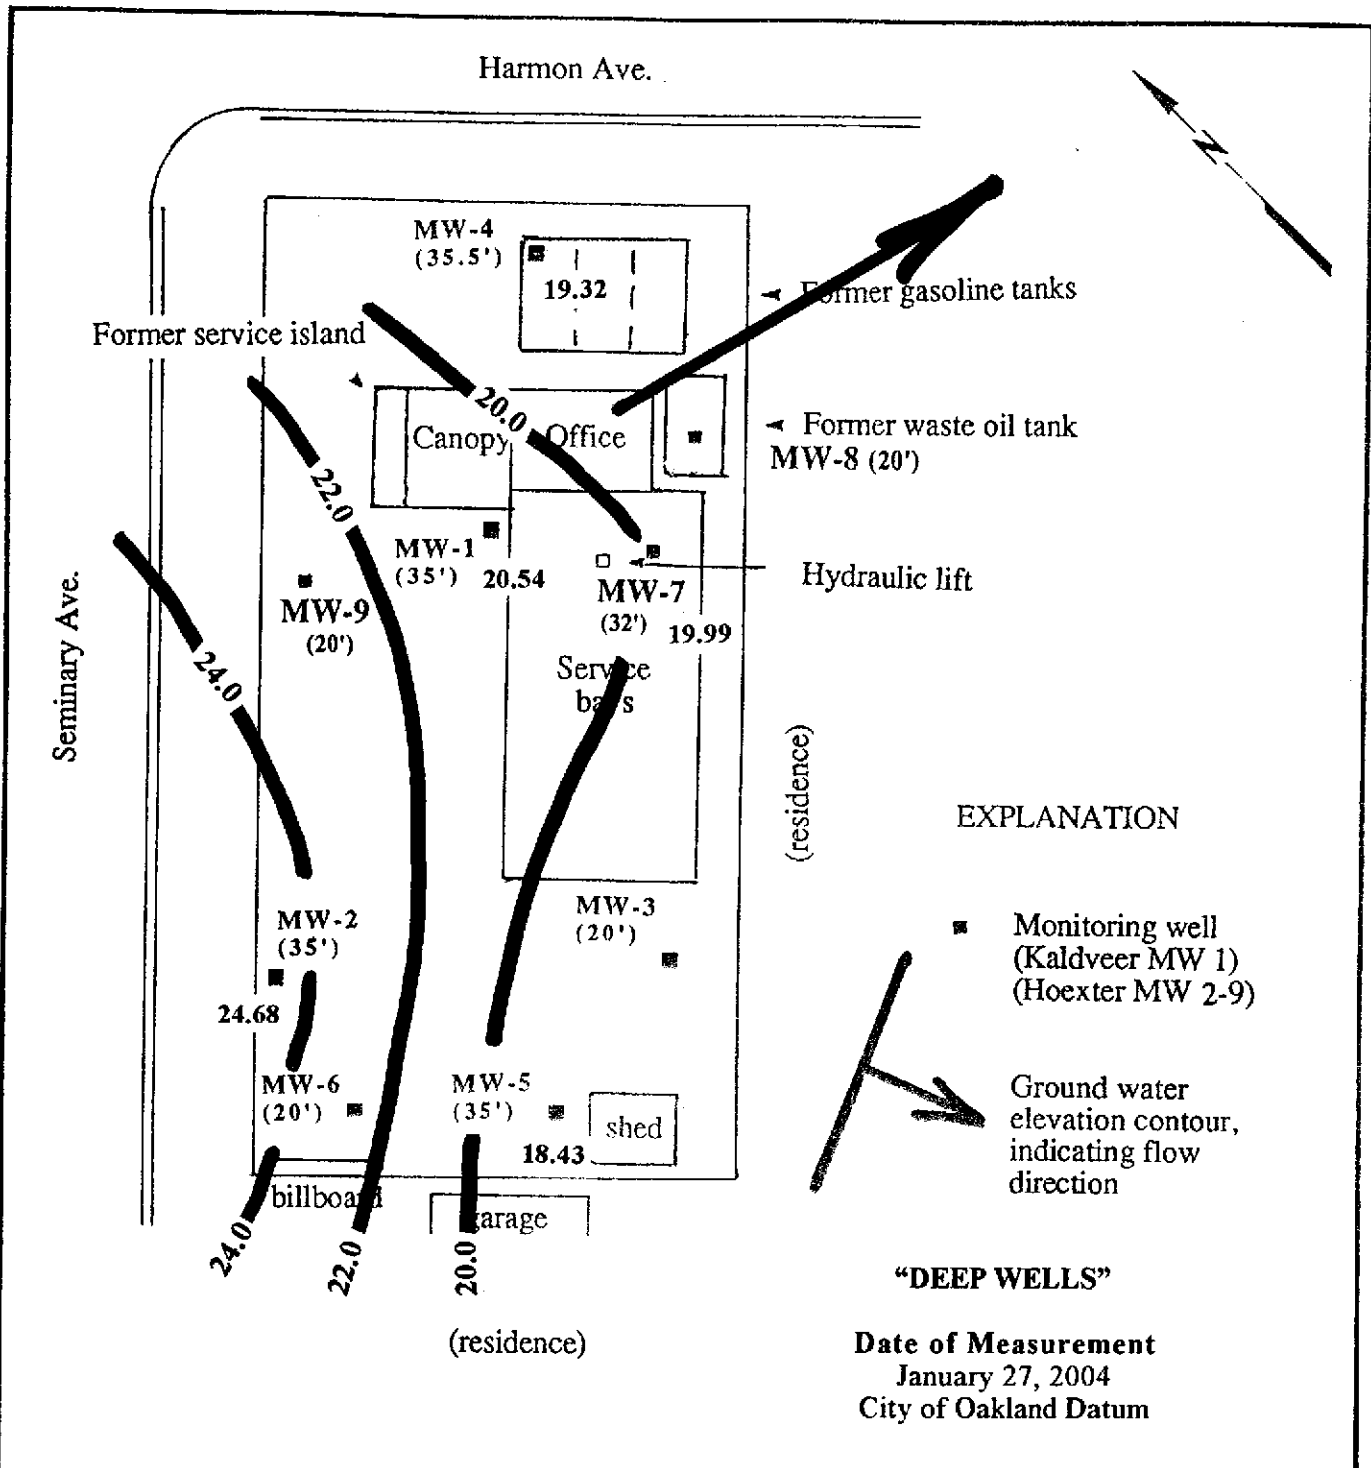 Harmon Ave.
N
MW-4
(35.5')
19.32
Former gasoline tanks
Former service island
20.0
Canopy
Office
Former waste oil tank
MW-8 (20')
22.0
MW-1
(35')
20.54
Hydraulic lift
MW-7
(32')
19.99
MW-9
(20')
Seminary Ave.
24.0
Service
bays
(residence)
EXPLANATION
MW-2
(35')
24.68
MW-3
(20')
Monitoring well
(Kaldveer MW 1)
(Hoexter MW 2-9)
MW-6
(20')
MW-5
(35')
18.43
shed
Ground water
elevation contour,
indicating flow
direction
billboard
garage
24.0
22.0
20.0
(residence)
“DEEP WELLS”
Date of Measurement
January 27, 2004
City of Oakland Datum